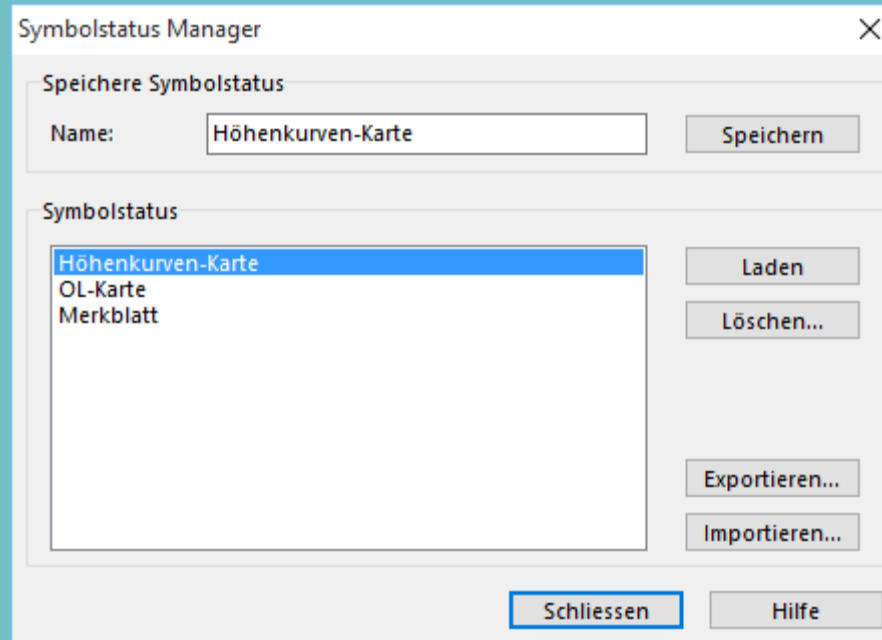 Symbolstatus Manager
Speichere Symbolstatus
Name:
Höhenkurven-Karte
Speichern
Symbolstatus
Höhenkurven-Karte
OL-Karte
Merkblatt
Laden
Löschen...
Exportieren...
Importieren...
Schliessen
Hilfe